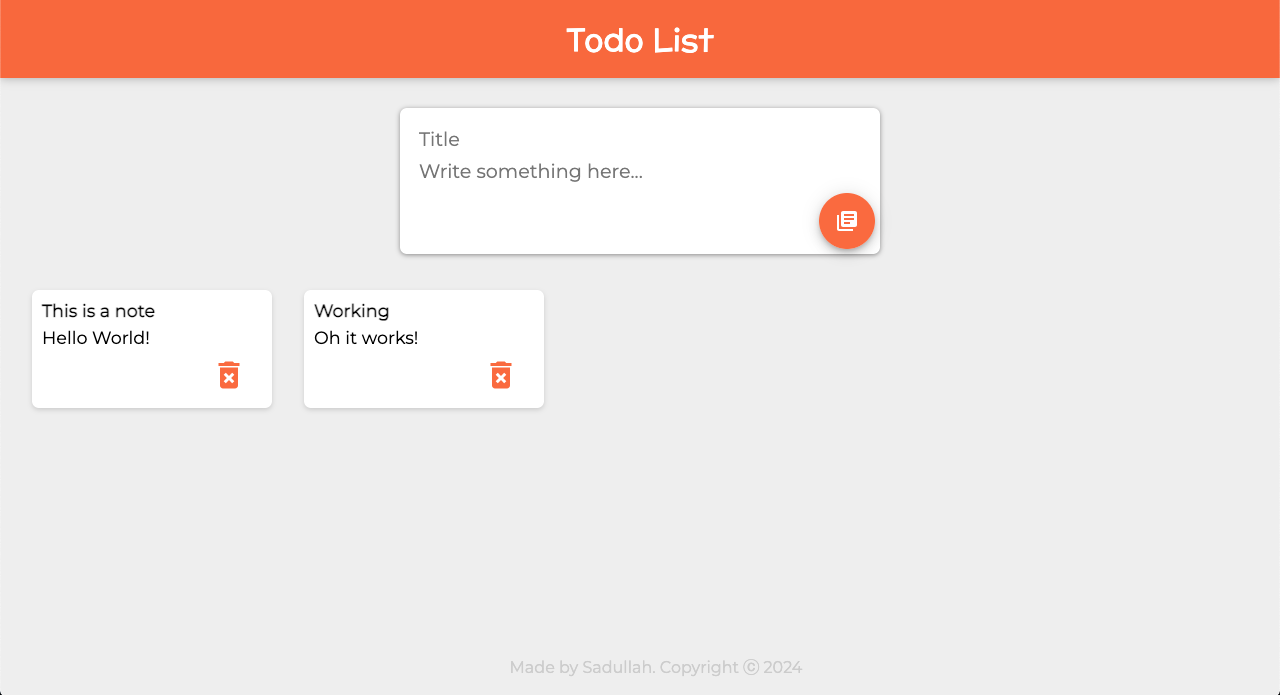 Todo List
Title
Write something here...
This is a note
Hello World!
Working
Oh it works!
Made by Sadullah. Copyright ⓒ 2024